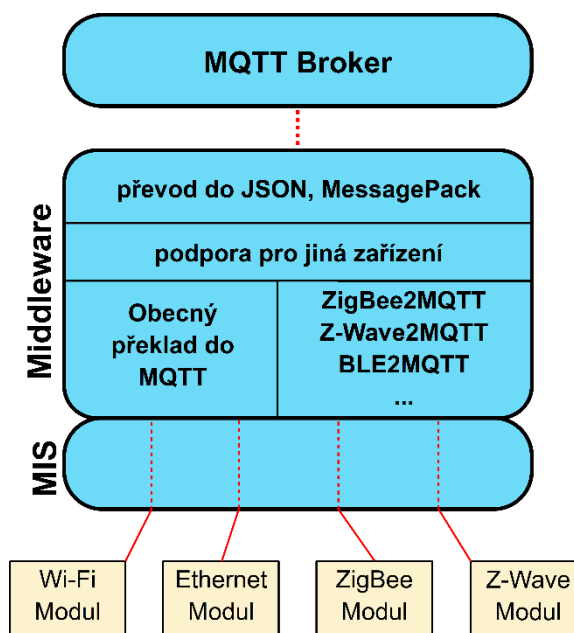 MQTT Broker
Middleware
převod do JSON, MessagePack
podpora pro jiná zařízení
Obecný
překlad do
MQTT
ZigBee2MQTT
Z-Wave2MQTT
BLE2MQTT
...
MIS
Wi-Fi
Modul
Ethernet
Modul
ZigBee
Modul
Z-Wave
Modul